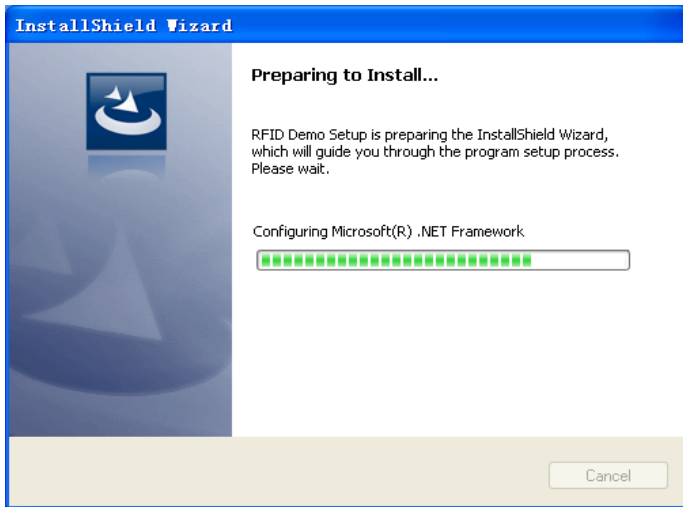 InstallShield Wizard
Preparing to Install...
RFID Demo Setup is preparing the InstallShield Wizard,
which will guide you through the program setup process.
Please wait.
Configuring Microsoft(R) .NET Framework
Cancel